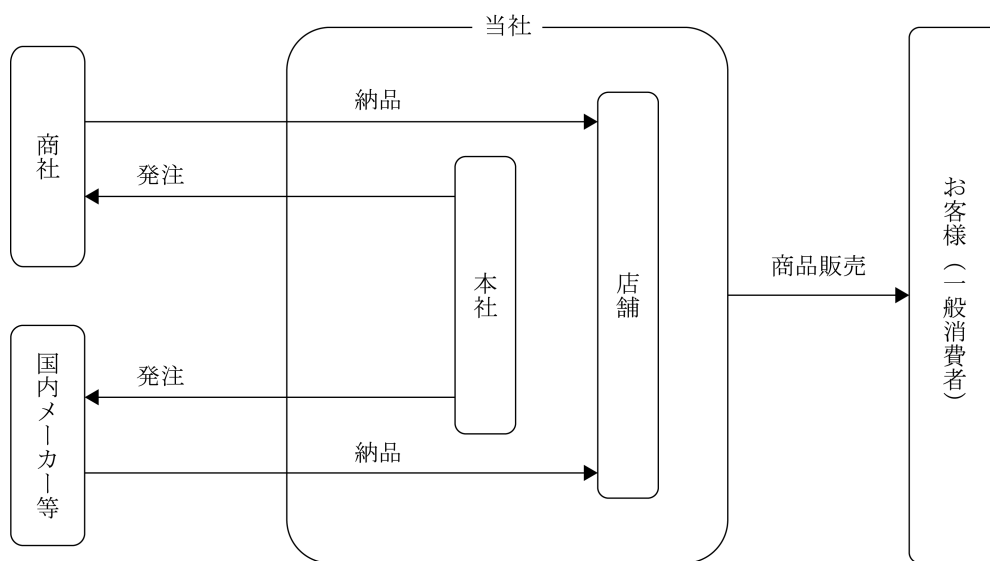 当社
商社
納品
発注
本社
店舗
商品販売
お客様（一般消費者）
国内メーカー等
発注
納品